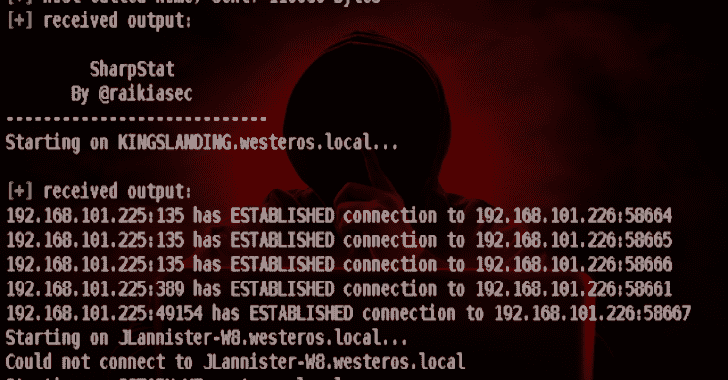 received output:
[+] received output:
SharpStat
By @raikiasec
---------------------------
Starting on KINGSLANDING.westeros.local...
[+] received output:
192.168.101.225:135 has ESTABLISHED connection to 192.168.101.226:58664
192.168.101.225:135 has ESTABLISHED connection to 192.168.101.226:58665
192.168.101.225:135 has ESTABLISHED connection to 192.168.101.226:58666
192.168.101.225:389 has ESTABLISHED connection to 192.168.101.226:58661
192.168.101.225:49154 has ESTABLISHED connection to 192.168.101.226:58667
Starting on JLannister-W8.westeros.local...
Could not connect to JLannister-W8.westeros.local